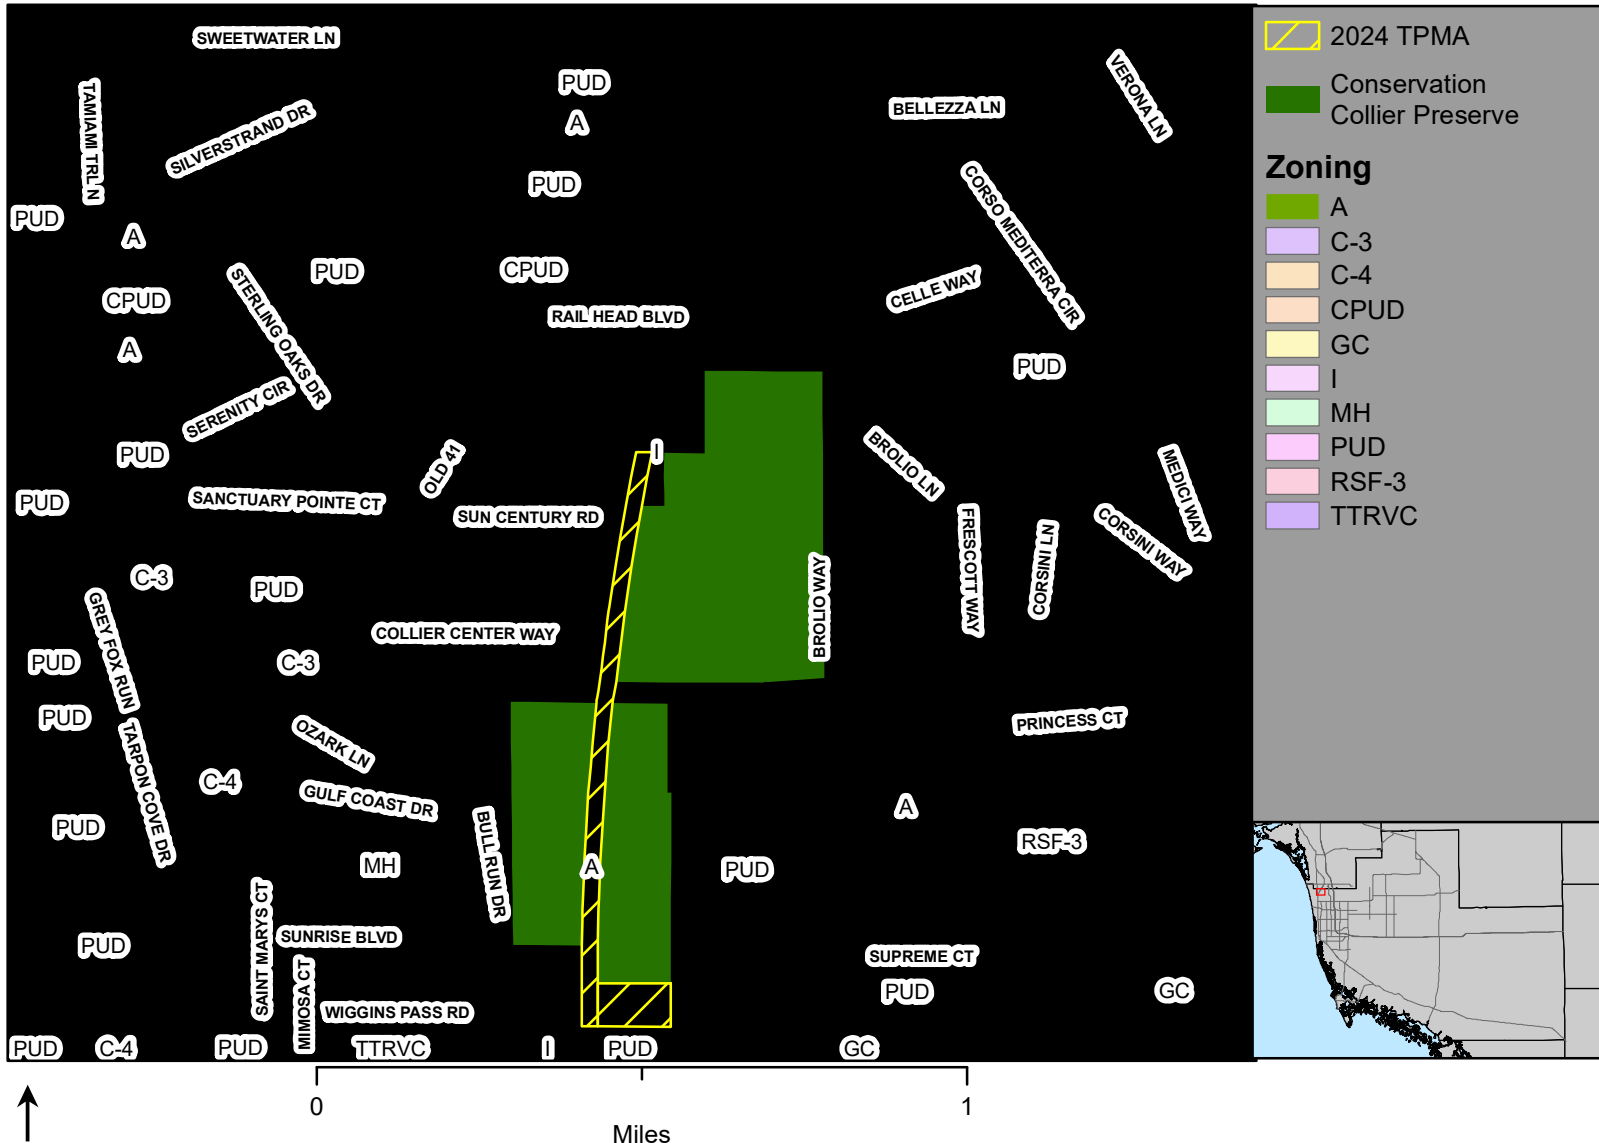 SWEETWATER LN
PUD
TAMIAMI TRL N
SILVERSTRAND DR
A
BELLEZZA LN
VERONA LN
PUD
CORSO MEDITERRA CIR
PUD
A
STERLING OAKS DR
PUD
CPUD
CPUD
CELLE WAY
RAIL HEAD BLVD
A
PUD
SERENITY CIR
PUD
I
OLD 41
BROLIO LN
MEDICI WAY
PUD
SANCTUARY POINTE CT
SUN CENTURY RD
FRESCOTT WAY
CORSINI LN
CORSINI WAY
C-3
PUD
BROLIO WAY
GREY FOX RUN
COLLIER CENTER WAY
PUD
C-3
PUD
TARPON COVE DR
OZARK LN
PRINCESS CT
C-4
GULF COAST DR
A
PUD
BULL RUN DR
RSF-3
MH
A
PUD
SAINT MARYS CT
SUNRISE BLVD
PUD
MIMOSA CT
SUPREME CT
PUD
GC
WIGGINS PASS RD
PUD
C-4
PUD
TTRVC
I
PUD
GC
0
1
Miles
2024 TPMA
Conservation
Collier Preserve
Zoning
A
C-3
C-4
CPUD
GC
I
MH
PUD
RSF-3
TTRVC